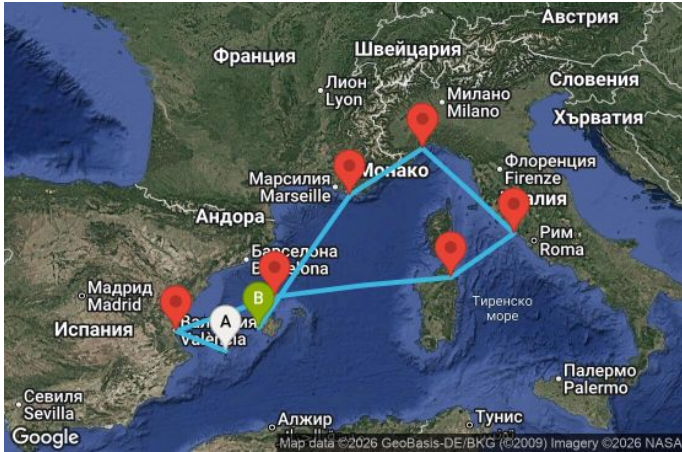 Австрия
Франция
Швейцария
Словения
Лион
Lyon
Милано
Milano
Хърватия
Марсилия
Marseille
Монако
Флоренция
Firenze
Андора
Рим
Roma
Барселона
Мадрид
Madrid
B
A
Испания
València
Тиренско
море
Палермо
Palermo
Севиля
Sevilla
Алжир
Тунис
Tunis
Google
Map data ©2026 GeoBasis-DE/BKG (©2009) Imagery ©2026 NASA